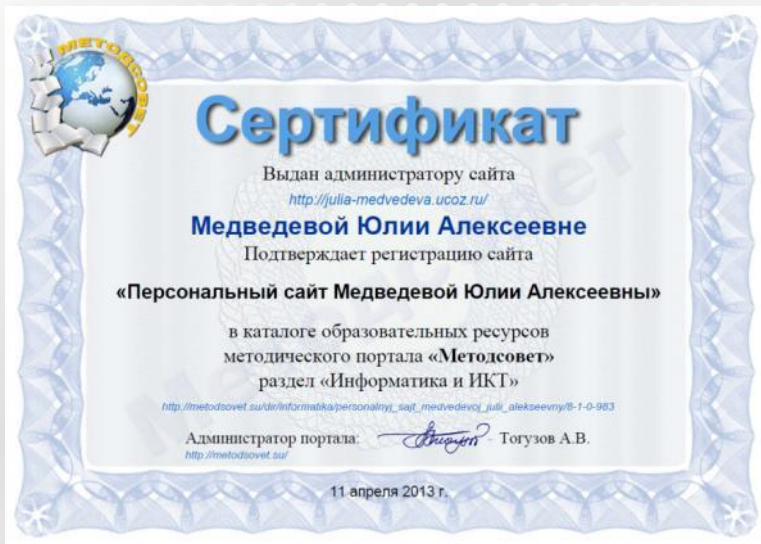 МЕТОДСОВЕТ
Сертификат
Выдан администратору сайта
http://julia-medvedeva.ucoz.ru/
Медведевой Юлии Алексеевне
Подтверждает регистрацию сайта
«Персональный сайт Медведевой Юлии Алексеевны»
в каталоге образовательных ресурсов
методического портала «Методсовет»
раздел «Информатика и ИКТ»
http://metodsovet.su/dir/informatika/personalnyj_sajt_medvedevoj_julii_alekseevny/8-1-0-983
Администратор портала: Тогузов А.В.
http://metodsovet.su/
11 апреля 2013 г.